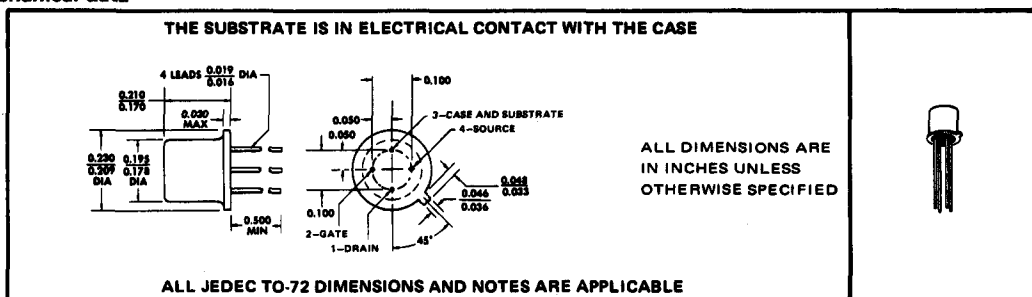 THE SUBSTRATE IS IN ELECTRICAL CONTACT WITH THE CASE
4 LEADS 0.019/0.016 DIA
0.210/0.170
0.030 MAX
0.230/0.209 DIA
0.195/0.178 DIA
0.500 MIN
0.100
0.050
0.050
3–CASE AND SUBSTRATE
4–SOURCE
0.048/0.033
0.046/0.036
0.100
2–GATE
1–DRAIN
45°
ALL DIMENSIONS ARE
IN INCHES UNLESS
OTHERWISE SPECIFIED
ALL JEDEC TO-72 DIMENSIONS AND NOTES ARE APPLICABLE